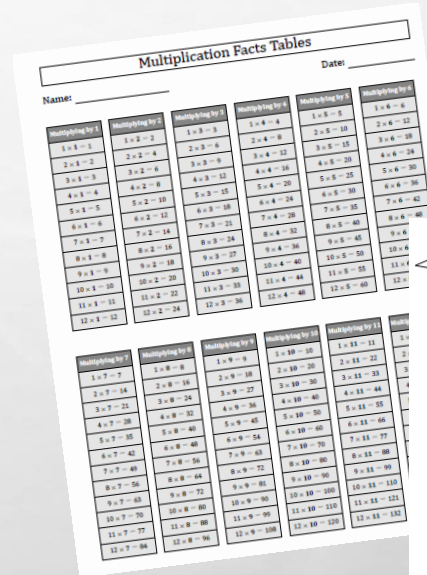 Multiplication Facts Tables
Name:
Date:
Multiplying by 1
1 x 1 = 1
2 x 1 = 2
3 x 1 = 3
4 x 1 = 4
5 x 1 = 5
6 x 1 = 6
7 x 1 = 7
8 x 1 = 8
9 x 1 = 9
10 x 1 = 10
11 x 1 = 11
12 x 1 = 12
Multiplying by 2
1 x 2 = 2
2 x 2 = 4
3 x 2 = 6
4 x 2 = 8
5 x 2 = 10
6 x 2 = 12
7 x 2 = 14
8 x 2 = 16
9 x 2 = 18
10 x 2 = 20
11 x 2 = 22
12 x 2 = 24
Multiplying by 3
1 x 3 = 3
2 x 3 = 6
3 x 3 = 9
4 x 3 = 12
5 x 3 = 15
6 x 3 = 18
7 x 3 = 21
8 x 3 = 24
9 x 3 = 27
10 x 3 = 30
11 x 3 = 33
12 x 3 = 36
Multiplying by 4
1 x 4 = 4
2 x 4 = 8
3 x 4 = 12
4 x 4 = 16
5 x 4 = 20
6 x 4 = 24
7 x 4 = 28
8 x 4 = 32
9 x 4 = 36
10 x 4 = 40
11 x 4 = 44
12 x 4 = 48
Multiplying by 5
1 x 5 = 5
2 x 5 = 10
3 x 5 = 15
4 x 5 = 20
5 x 5 = 25
6 x 5 = 30
7 x 5 = 35
8 x 5 = 40
9 x 5 = 45
10 x 5 = 50
11 x 5 = 55
12 x 5 = 60
Multiplying by 6
1 x 6 = 6
2 x 6 = 12
3 x 6 = 18
4 x 6 = 24
5 x 6 = 30
6 x 6 = 36
7 x 6 = 42
8 x 6 = 48
9 x 6
10 x 6
11 x
12 x
Multiplying by 7
1 x 7 = 7
2 x 7 = 14
3 x 7 = 21
4 x 7 = 28
5 x 7 = 35
6 x 7 = 42
7 x 7 = 49
8 x 7 = 56
9 x 7 = 63
10 x 7 = 70
11 x 7 = 77
12 x 7 = 84
Multiplying by 8
1 x 8 = 8
2 x 8 = 16
3 x 8 = 24
4 x 8 = 32
5 x 8 = 40
6 x 8 = 48
7 x 8 = 56
8 x 8 = 64
9 x 8 = 72
10 x 8 = 80
11 x 8 = 88
12 x 8 = 96
Multiplying by 9
1 x 9 = 9
2 x 9 = 18
3 x 9 = 27
4 x 9 = 36
5 x 9 = 45
6 x 9 = 54
7 x 9 = 63
8 x 9 = 72
9 x 9 = 81
10 x 9 = 90
11 x 9 = 99
12 x 9 = 108
Multiplying by 10
1 x 10 = 10
2 x 10 = 20
3 x 10 = 30
4 x 10 = 40
5 x 10 = 50
6 x 10 = 60
7 x 10 = 70
8 x 10 = 80
9 x 10 = 90
10 x 10 = 100
11 x 10 = 110
12 x 10 = 120
Multiplying by 11
1 x 11 = 11
2 x 11 = 22
3 x 11 = 33
4 x 11 = 44
5 x 11 = 55
6 x 11 = 66
7 x 11 = 77
8 x 11 = 88
9 x 11 = 99
10 x 11 = 110
11 x 11 = 121
12 x 11 = 132